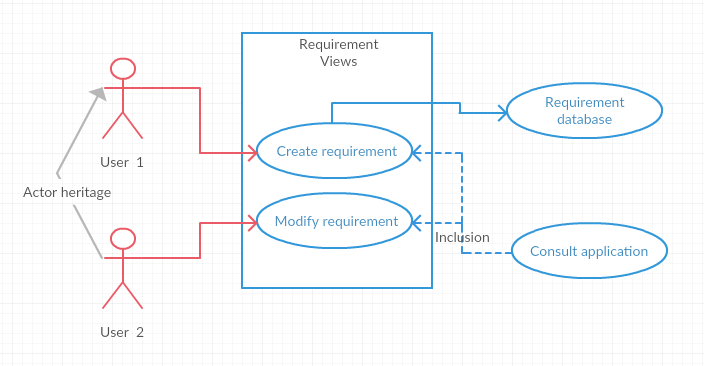 Requirement
Views
Requirement
database
Create requirement
User 1
Actor heritage
Modify requirement
Inclusion
Consult application
User 2